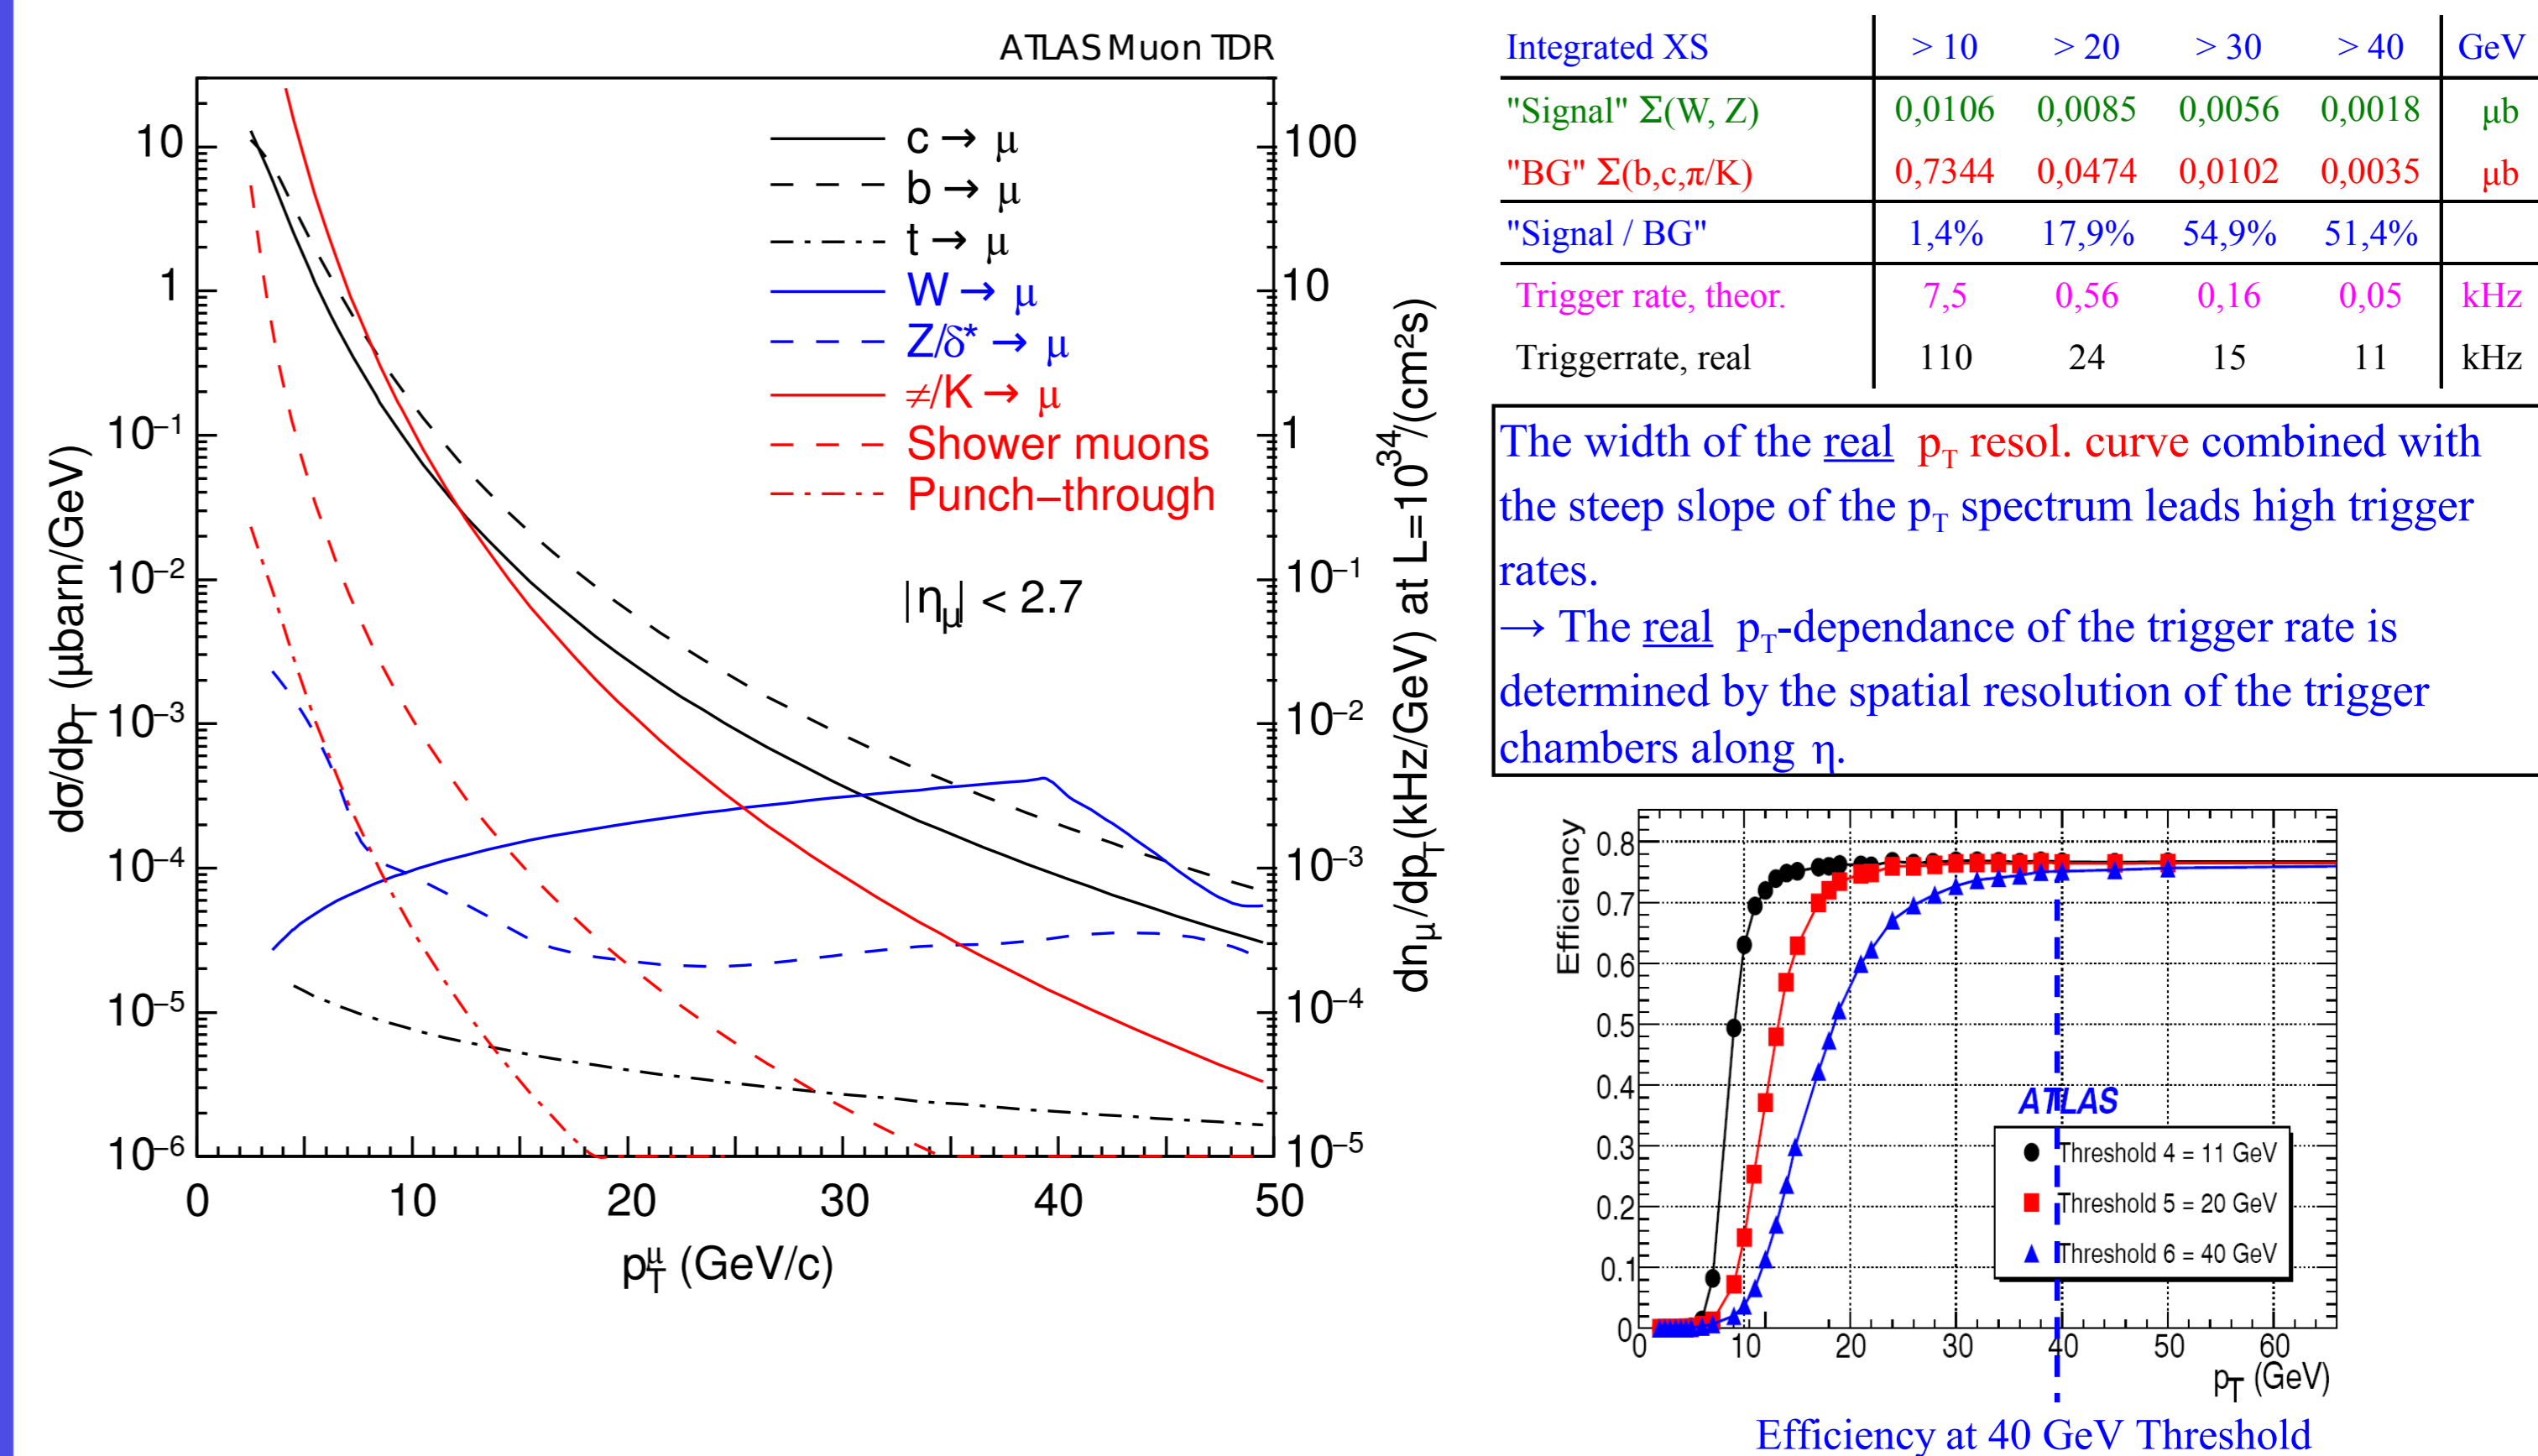 ATLAS Muon TDR
dσ/dp_T (μbarn/GeV)
10
1
10⁻¹
10⁻²
10⁻³
10⁻⁴
10⁻⁵
10⁻⁶
c → μ
b → μ
t → μ
W → μ
Z/δ* → μ
≠/K → μ
Shower muons
Punch–through
|η_μ| < 2.7
100
10
1
10⁻¹
10⁻²
10⁻³
10⁻⁴
10⁻⁵
dn_μ/dp_T(kHz/GeV) at L=10³⁴/(cm²s)
0 10 20 30 40 50
p_T^μ (GeV/c)
Integrated XS > 10 > 20 > 30 > 40 GeV
"Signal" Σ(W, Z) 0,0106 0,0085 0,0056 0,0018 μb
"BG" Σ(b,c,π/K) 0,7344 0,0474 0,0102 0,0035 μb
"Signal / BG" 1,4% 17,9% 54,9% 51,4%
Trigger rate, theor. 7,5 0,56 0,16 0,05 kHz
Triggerrate, real 110 24 15 11 kHz
The width of the real p_T resol. curve combined with
the steep slope of the p_T spectrum leads high trigger
rates.
→ The real p_T-dependance of the trigger rate is
determined by the spatial resolution of the trigger
chambers along η.
Efficiency
0.8
0.7
0.6
0.5
0.4
0.3
0.2
0.1
0
ATLAS
Threshold 4 = 11 GeV
Threshold 5 = 20 GeV
Threshold 6 = 40 GeV
0 10 20 30 40 50 60
p_T (GeV)
Efficiency at 40 GeV Threshold